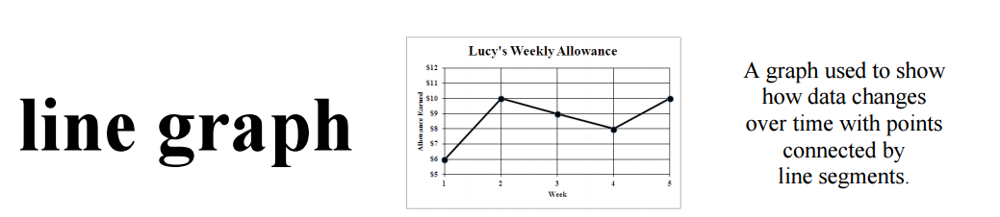 line graph
Lucy's Weekly Allowance
$12
$11
$10
$9
$8
$7
$6
$5
Allowance Earned
1 2 3 4 5
Week
A graph used to show
how data changes
over time with points
connected by
line segments.